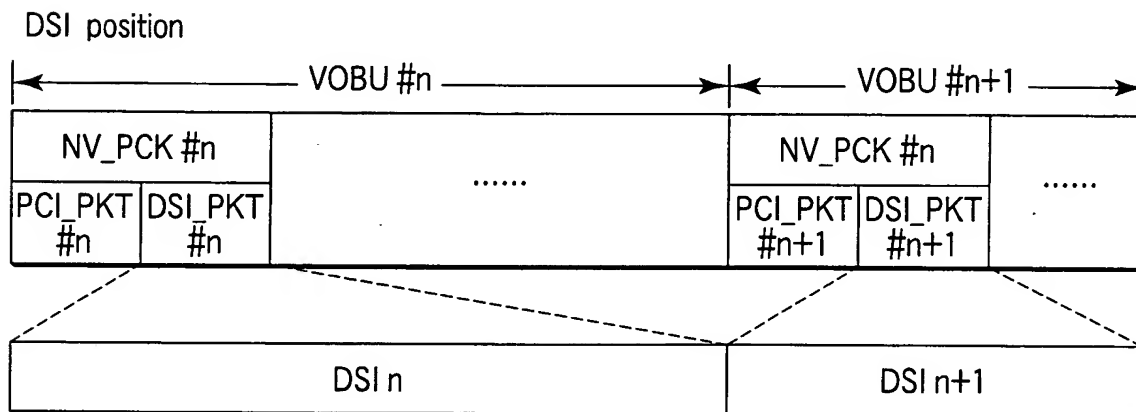 DSI position
VOBU #n VOBU #n+1
NV_PCK #n NV_PCK #n
...... ......
PCI_PKT DSI_PKT PCI_PKT DSI_PKT
#n #n #n+1 #n+1
DSI n DSI n+1